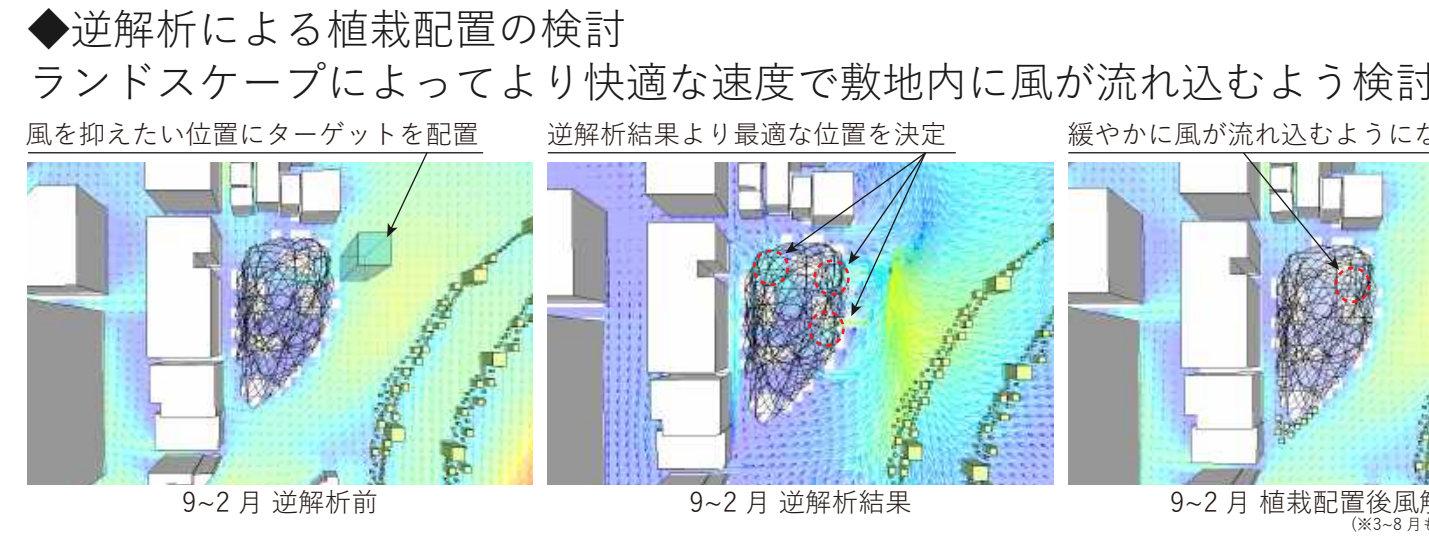 ◆逆解析による植栽配置の検討
ランドスケープによってより快適な速度で敷地内に風が流れ込むよう検討
風を抑えたい位置にターゲットを配置
逆解析結果より最適な位置を決定
緩やかに風が流れ込むようにな
9~2 月 逆解析前
9~2 月 逆解析結果
9~2 月 植栽配置後風解
(※3~8 月も